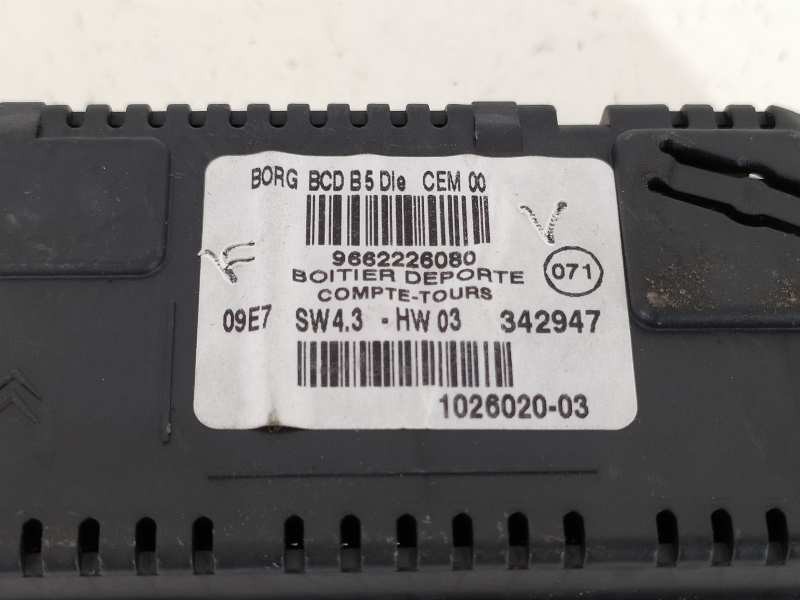 BORG BCD B5 Die CEM 00
9662226080
BOITIER DEPORTE
COMPTE-TOURS
071
09E7 SW4.3 - HW 03 342947
1026020-03